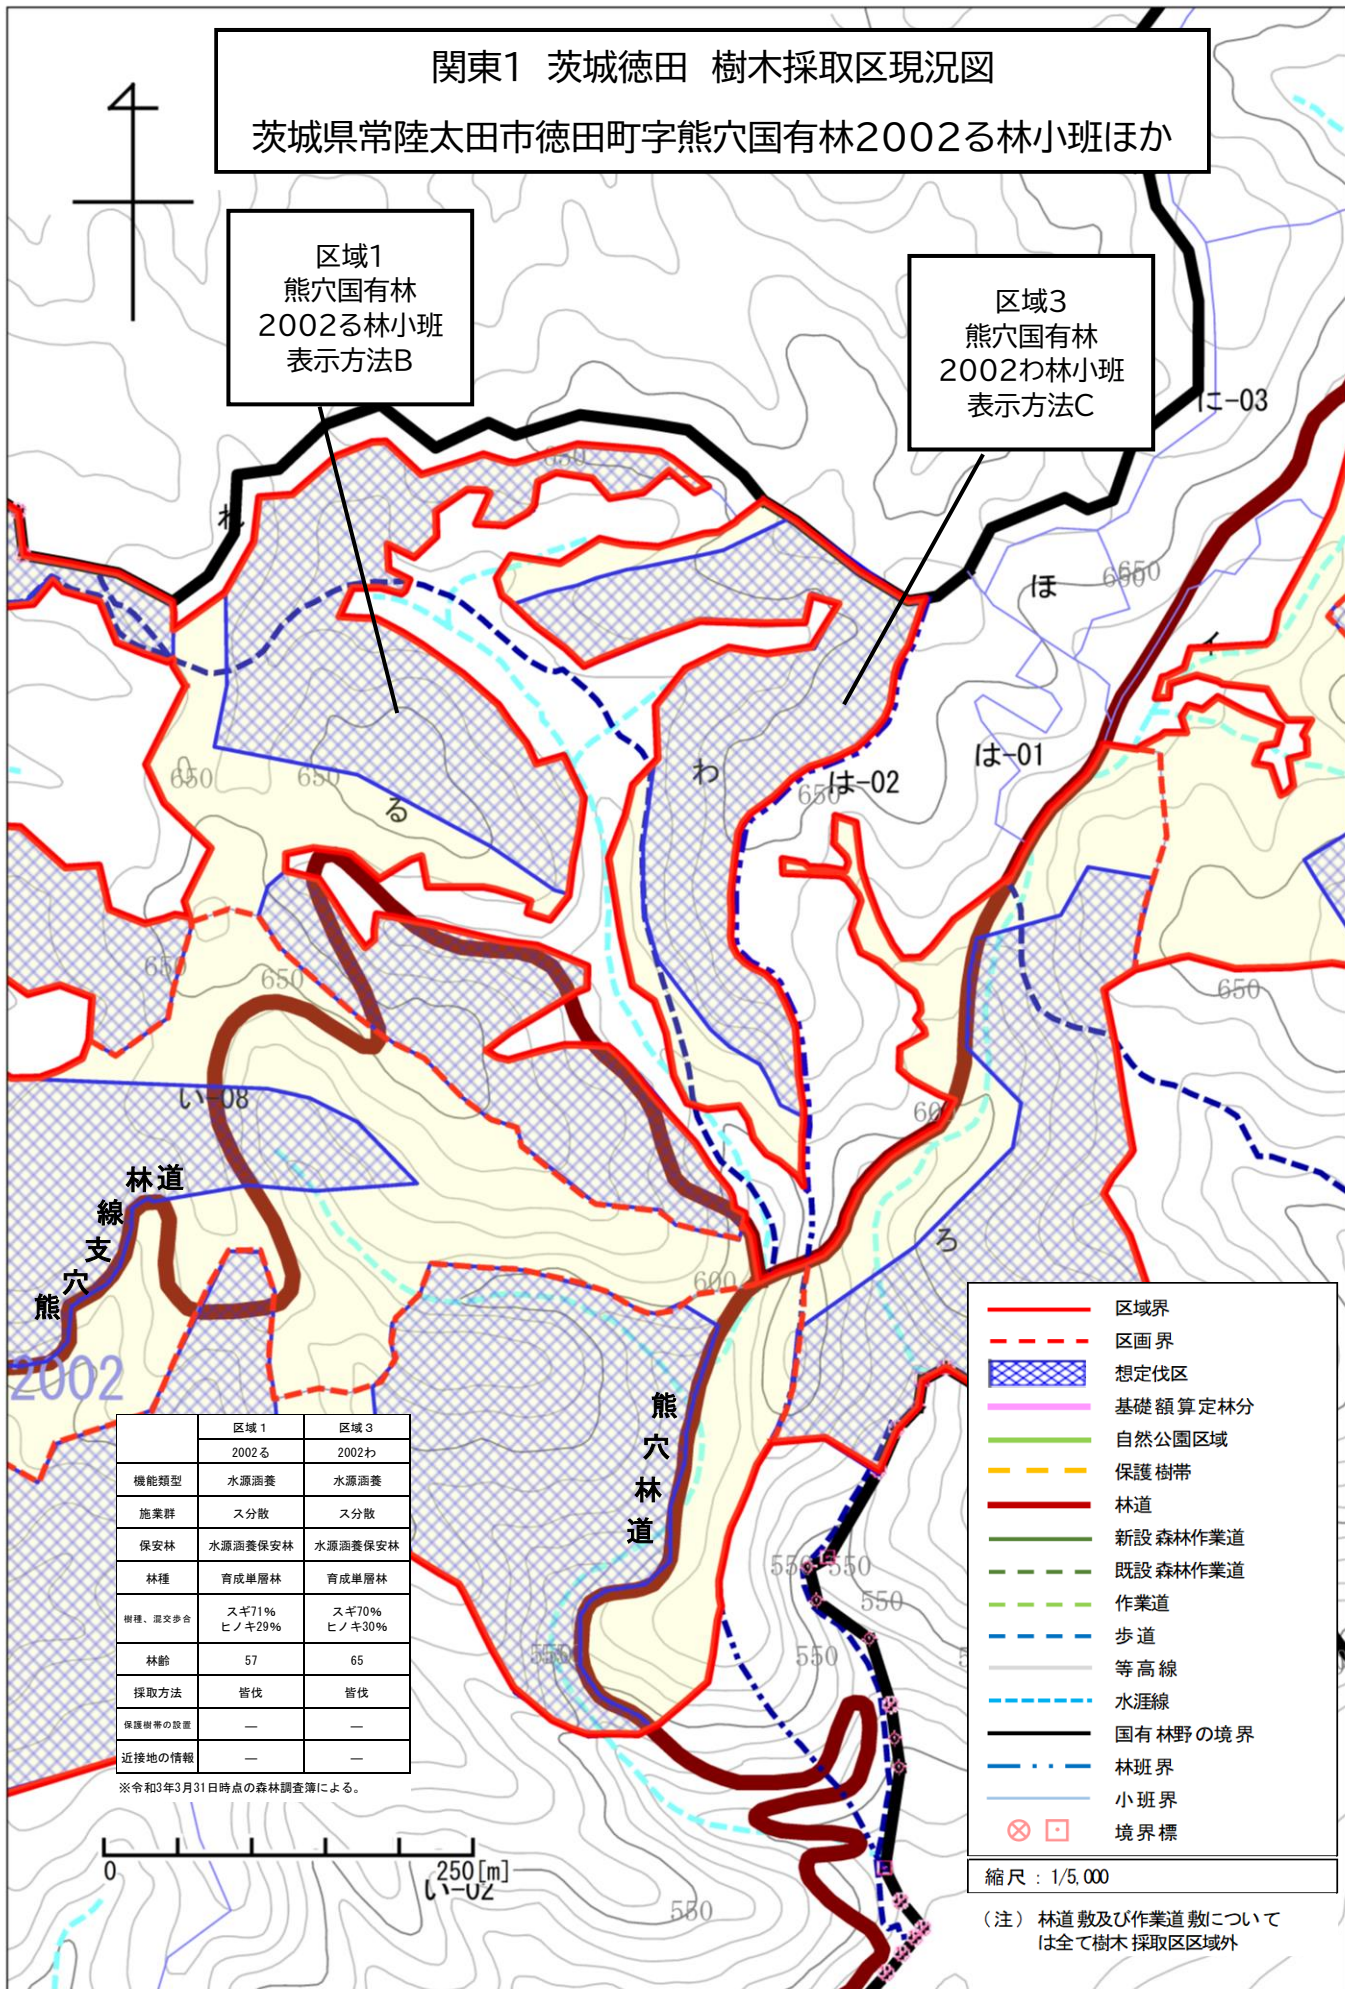 関東1 茨城徳田 樹木採取区現況図
茨城県常陸太田市徳田町字熊穴国有林2002る林小班ほか
区域1
熊穴国有林
2002る林小班
表示方法B
区域3
熊穴国有林
2002わ林小班
表示方法C
に-03
れ
650
ほ
650
650
イ
は-01
は-02
650
わ
650
650
る
650
650
650
い-08
600
ろ
600
林道
線
支
穴
熊
2002
熊
穴
林
道
550
550
550
550
550
550
い-02
区域1 区域3
2002る 2002わ
機能類型 水源涵養 水源涵養
施業群 ス分散 ス分散
保安林 水源涵養保安林 水源涵養保安林
林種 育成単層林 育成単層林
樹種、混交歩合 スギ71% ヒノキ29% スギ70% ヒノキ30%
林齢 57 65
採取方法 皆伐 皆伐
保護樹帯の設置 — —
近接地の情報 — —
※令和3年3月31日時点の森林調査簿による。
0 250[m]
区域界
区画界
想定伐区
基礎額算定林分
自然公園区域
保護樹帯
林道
新設森林作業道
既設森林作業道
作業道
歩道
等高線
水涯線
国有林野の境界
林班界
小班界
境界標
縮尺：1/5,000
（注） 林道敷及び作業道敷について
は全て樹木採取区区域外